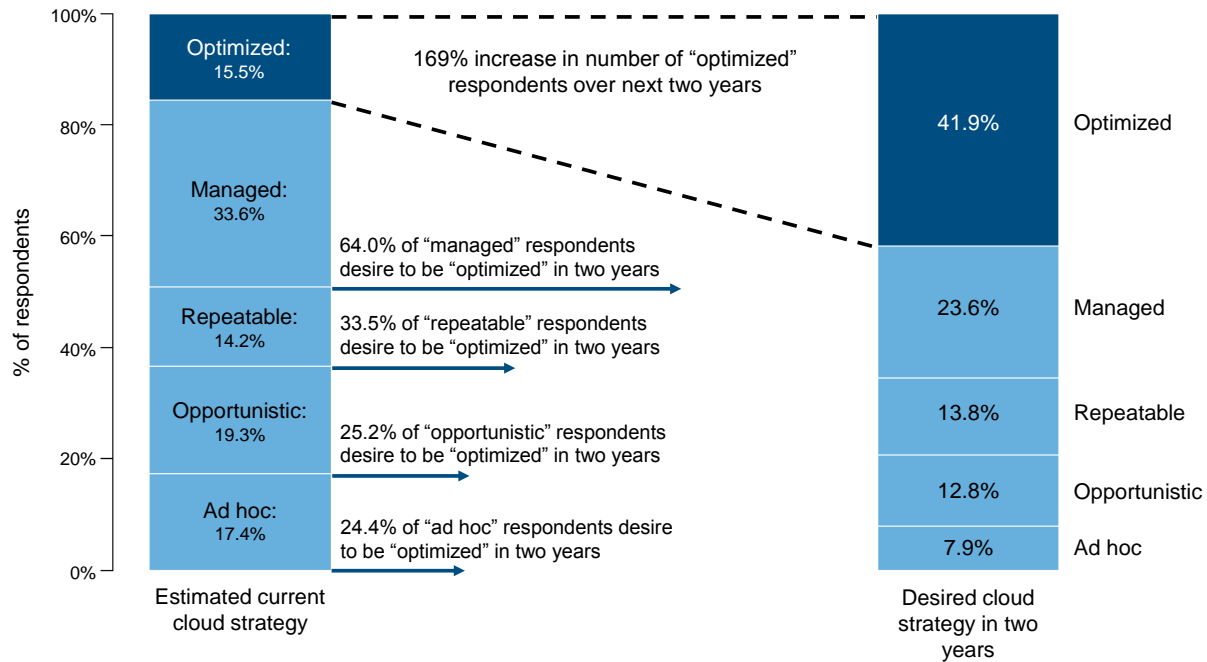 % of respondents
100%
80%
60%
40%
20%
0%
Optimized:
15.5%
Managed:
33.6%
Repeatable:
14.2%
Opportunistic:
19.3%
Ad hoc:
17.4%
Estimated current
cloud strategy
169% increase in number of “optimized”
respondents over next two years
64.0% of “managed” respondents
desire to be “optimized” in two years
33.5% of “repeatable” respondents
desire to be “optimized” in two years
25.2% of “opportunistic” respondents
desire to be “optimized” in two years
24.4% of “ad hoc” respondents desire
to be “optimized” in two years
41.9%
Optimized
23.6%
Managed
13.8%
Repeatable
12.8%
Opportunistic
7.9%
Ad hoc
Desired cloud
strategy in two
years